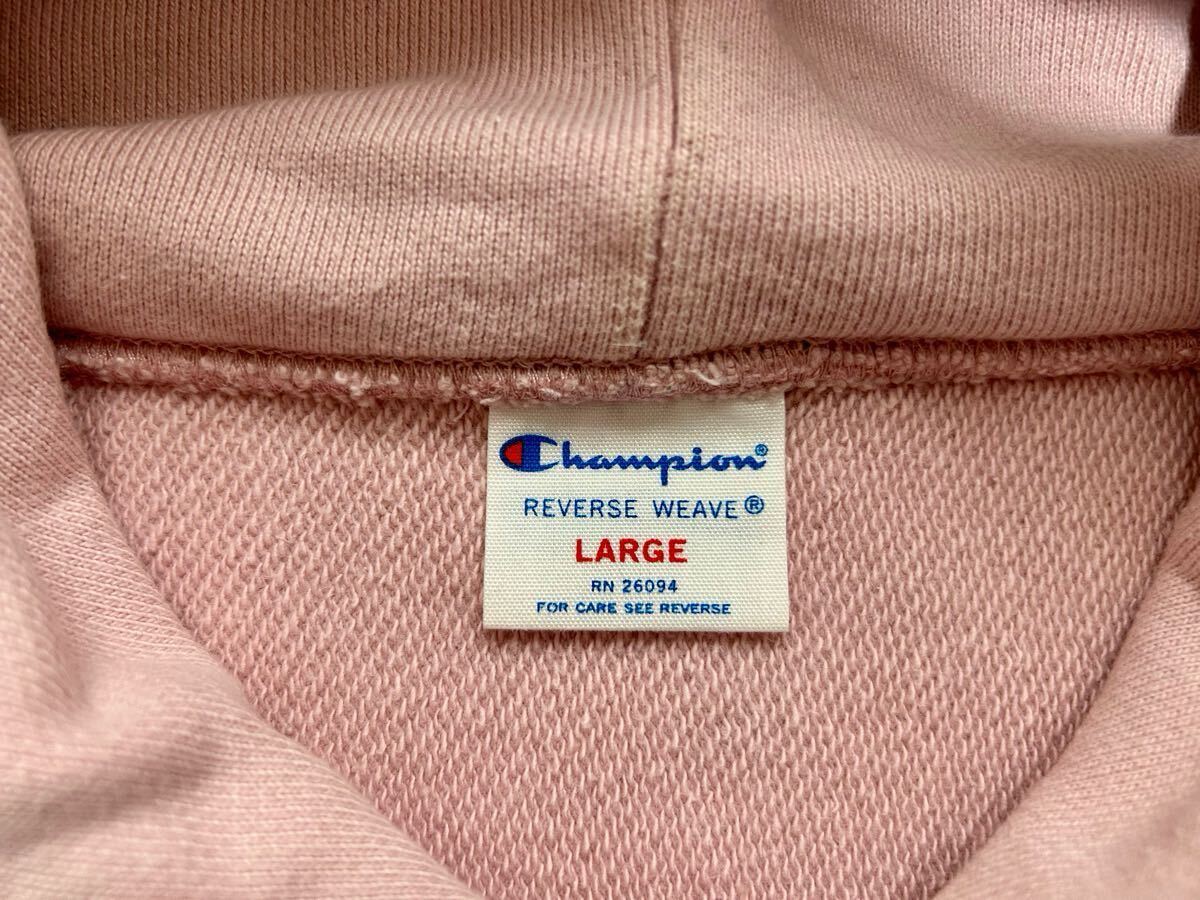 Champion®
REVERSE WEAVE®
LARGE
RN 26094
FOR CARE SEE REVERSE